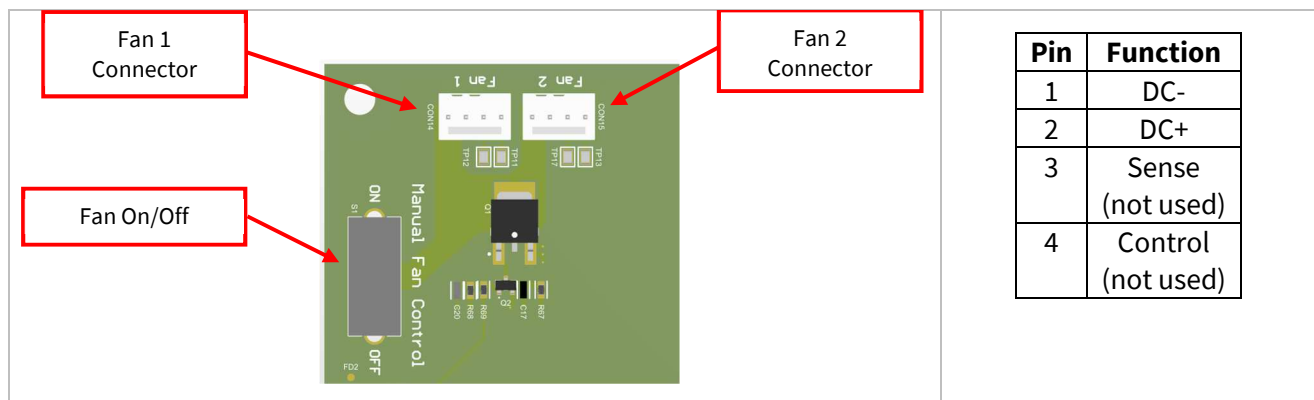 Fan 1
Connector
Fan 2
Connector
Fan On/Off
Fan 1
Fan 2
CON14
CON15
TP12
TP11
TP17
TP13
ON
S1
Manual Fan Control
Q1
OFF
FD2
G20
R68
R69
Q2
C17
R67
Pin Function
1 DC-
2 DC+
3 Sense
(not used)
4 Control
(not used)